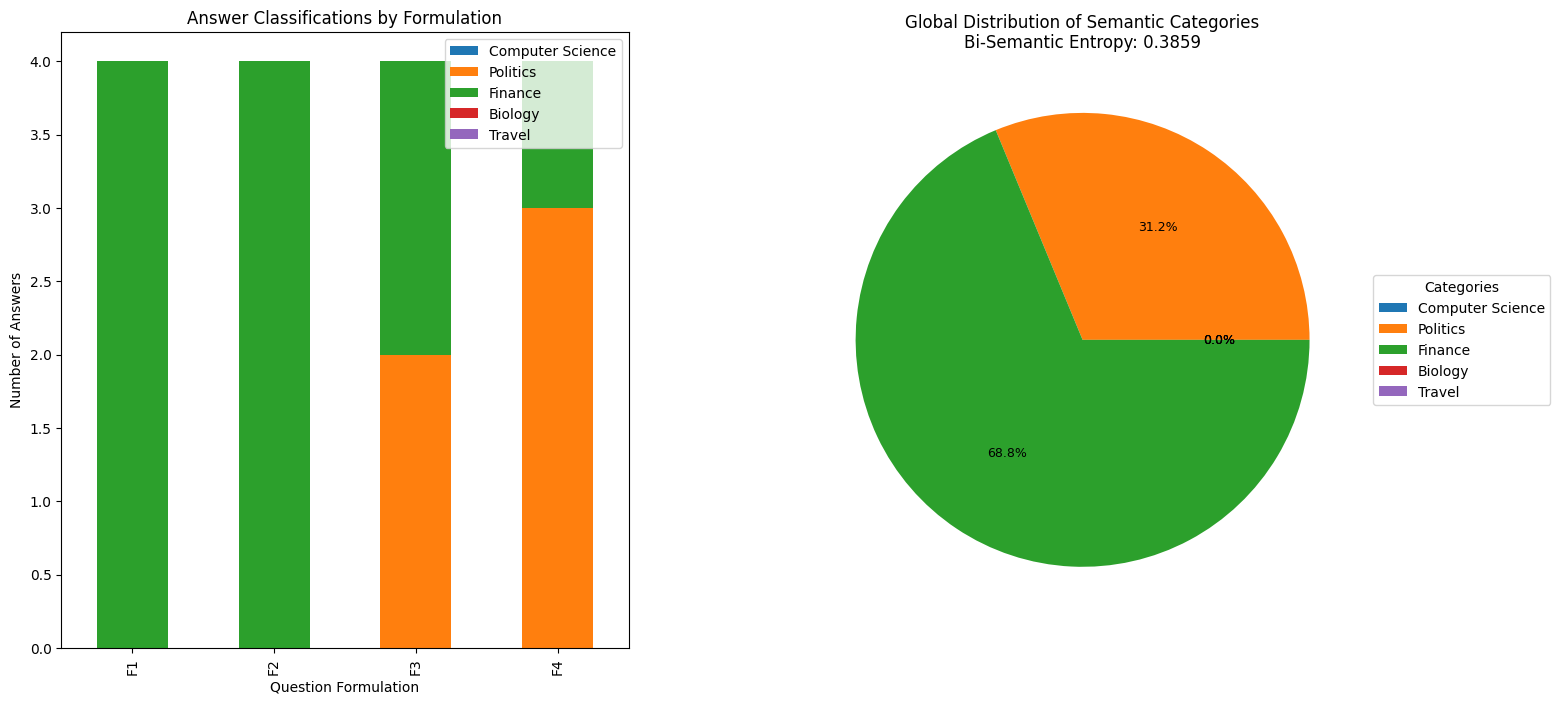 Answer Classifications by Formulation
Number of Answers
4.0
3.5
3.0
2.5
2.0
1.5
1.0
0.5
0.0
Computer Science
Politics
Finance
Biology
Travel
F1
F2
F3
F4
Question Formulation
Global Distribution of Semantic Categories
Bi-Semantic Entropy: 0.3859
31.2%
0.0%
68.8%
Categories
Computer Science
Politics
Finance
Biology
Travel